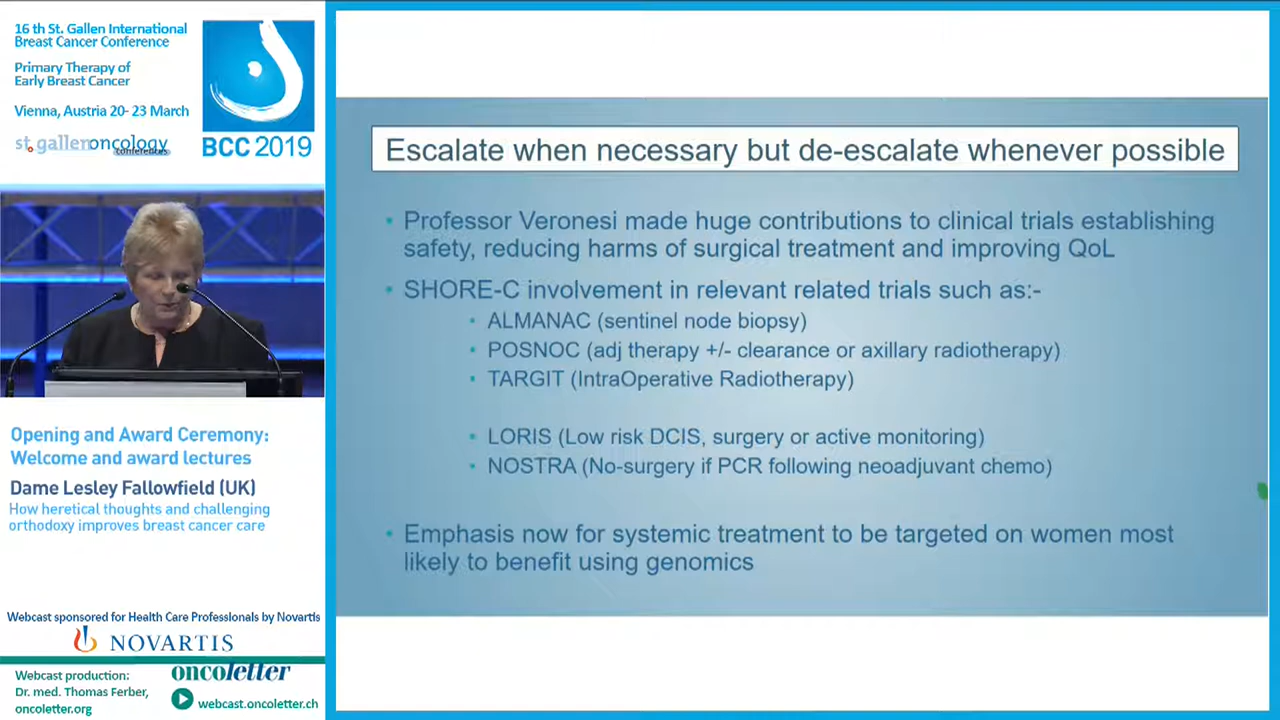 16 th St. Gallen International
Breast Cancer Conference
Primary Therapy of
Early Breast Cancer
Vienna, Austria 20- 23 March
st.gallenoncology
conferences
BCC 2019
Escalate when necessary but de-escalate whenever possible
• Professor Veronesi made huge contributions to clinical trials establishing
safety, reducing harms of surgical treatment and improving QoL
• SHORE-C involvement in relevant related trials such as:-
• ALMANAC (sentinel node biopsy)
• POSNOC (adj therapy +/- clearance or axillary radiotherapy)
• TARGIT (IntraOperative Radiotherapy)
• LORIS (Low risk DCIS, surgery or active monitoring)
• NOSTRA (No-surgery if PCR following neoadjuvant chemo)
• Emphasis now for systemic treatment to be targeted on women most
likely to benefit using genomics
Opening and Award Ceremony:
Welcome and award lectures
Dame Lesley Fallowfield (UK)
How heretical thoughts and challenging
orthodoxy improves breast cancer care
Webcast sponsored for Health Care Professionals by Novartis
NOVARTIS
Webcast production:
Dr. med. Thomas Ferber,
oncoletter.org
oncoletter
webcast.oncoletter.ch